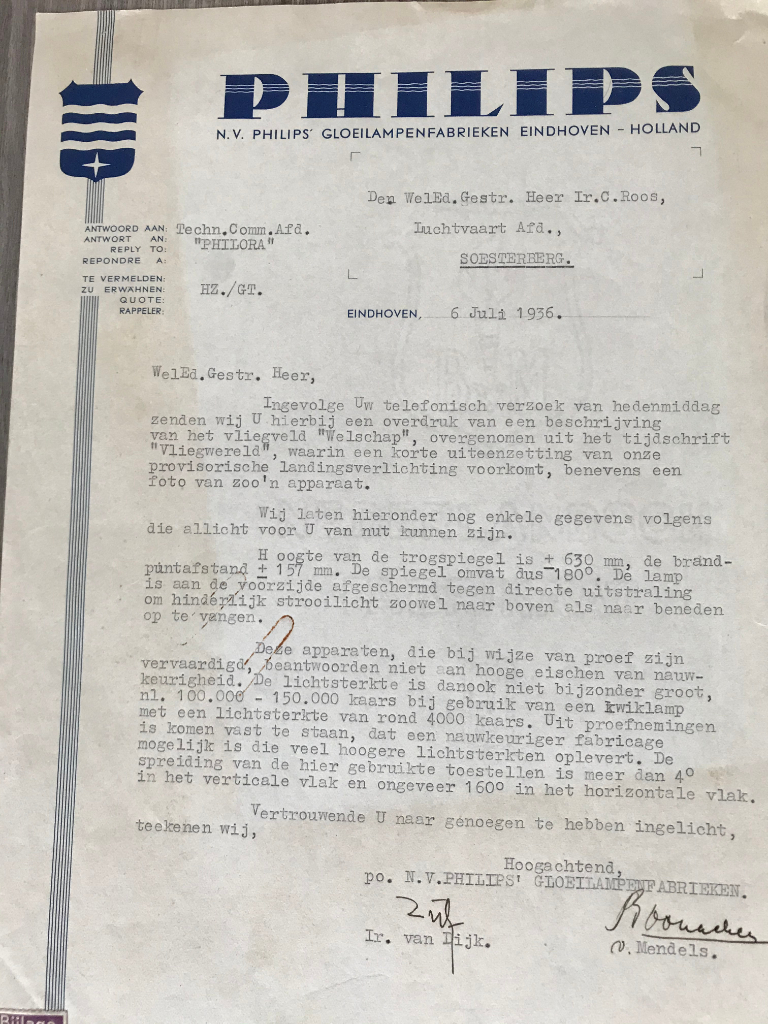 PHILIPS
N.V. PHILIPS' GLOEILAMPENFABRIEKEN EINDHOVEN – HOLLAND
Den WelEd.Gestr. Heer Ir.C.Roos,
Luchtvaart Afd.,
SOESTERBERG.
ANTWOORD AAN: Techn.Comm.Afd.
ANTWORT AN: "PHILORA"
REPLY TO:
REPONDRE A:
TE VERMELDEN:
ZU ERWÄHNEN: HZ./GT.
QUOTE:
RAPPELER:
EINDHOVEN, 6 Juli 1936.
WelEd.Gestr. Heer,
Ingevolge Uw telefonisch verzoek van hedenmiddag
zenden wij U hierbij een overdruk van een beschrijving
van het vliegveld "Welschap", overgenomen uit het tijdschrift
"Vliegwereld", waarin een korte uiteenzetting van onze
provisorische landingsverlichting voorkomt, benevens een
foto van zoo'n apparaat.
Wij laten hieronder nog enkele gegevens volgens
die allicht voor U van nut kunnen zijn.
H oogte van de trogspiegel is ± 630 mm, de brand-
puntafstand ± 157 mm. De spiegel omvat dus 180°. De lamp
is aan de voorzijde afgeschermd tegen directe uitstraling
om hinderlijk strooilicht zoowel naar boven als naar beneden
op te vangen.
Deze apparaten, die bij wijze van proef zijn
vervaardigd, beantwoorden niet aan hooge eischen van nauw-
keurigheid. De lichtsterkte is danook niet bijzonder groot,
nl. 100.000 - 150.000 kaars bij gebruik van een kwiklamp
met een lichtsterkte van rond 4000 kaars. Uit proefnemingen
is komen vast te staan, dat een nauwkeuriger fabricage
mogelijk is die veel hoogere lichtsterkten oplevert. De
spreiding van de hier gebruikte toestellen is meer dan 4°
in het verticale vlak en ongeveer 160° in het horizontale vlak.
Vertrouwende U naar genoegen te hebben ingelicht,
teekenen wij,
Hoogachtend,
po. N.V.PHILIPS' GLOEILAMPENFABRIEKEN.
Ir. van Dijk.
v. Mendels.
Bijlage